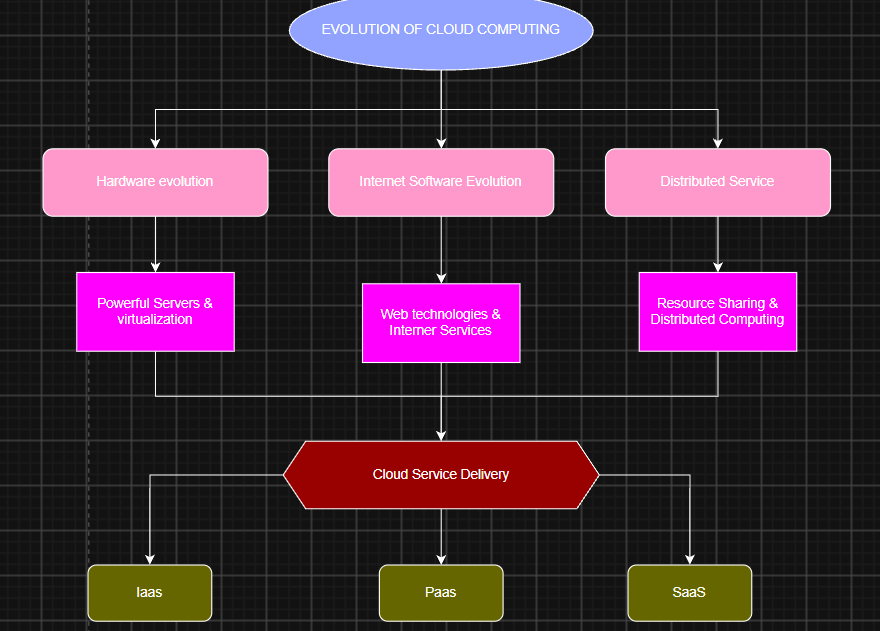 EVOLUTION OF CLOUD COMPUTING
Hardware evolution
Internet Software Evolution
Distributed Service
Powerful Servers &
virtualization
Web technologies &
Interner Services
Resource Sharing &
Distributed Computing
Cloud Service Delivery
Iaas
Paas
SaaS